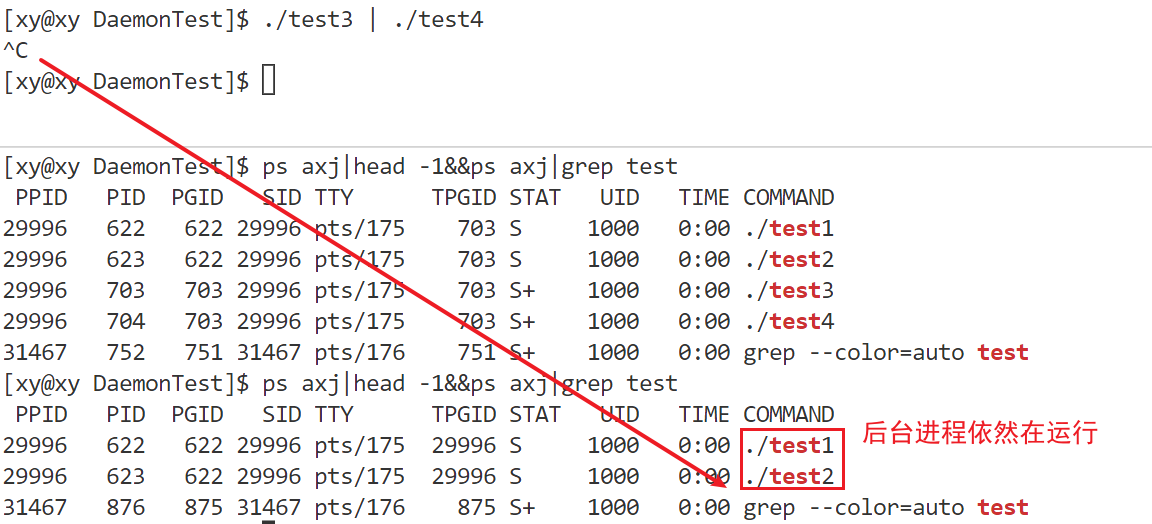 [xy@xy DaemonTest]$ ./test3 | ./test4
^C
[xy@xy DaemonTest]$
[xy@xy DaemonTest]$ ps axj|head -1&&ps axj|grep test
PPID PID PGID SID TTY TPGID STAT UID TIME COMMAND
29996 622 622 29996 pts/175 703 S 1000 0:00 ./test1
29996 623 622 29996 pts/175 703 S 1000 0:00 ./test2
29996 703 703 29996 pts/175 703 S+ 1000 0:00 ./test3
29996 704 703 29996 pts/175 703 S+ 1000 0:00 ./test4
31467 752 751 31467 pts/176 751 S+ 1000 0:00 grep --color=auto test
[xy@xy DaemonTest]$ ps axj|head -1&&ps axj|grep test
PPID PID PGID SID TTY TPGID STAT UID TIME COMMAND
29996 622 622 29996 pts/175 29996 S 1000 0:00 ./test1
29996 623 622 29996 pts/175 29996 S 1000 0:00 ./test2
31467 876 875 31467 pts/176 875 S+ 1000 0:00 grep --color=auto test
后台进程依然在运行